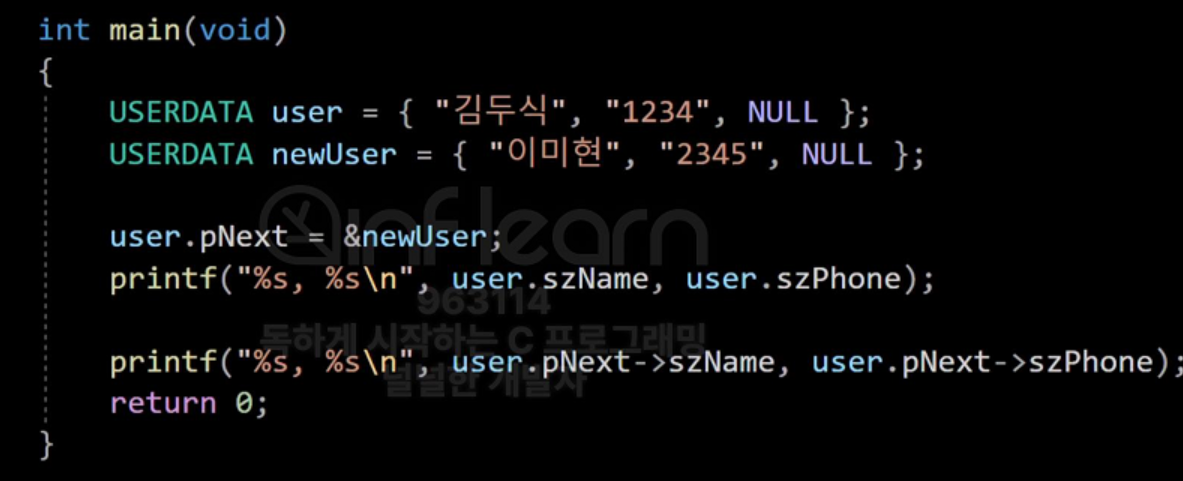 int main(void)
{
USERDATA user = { "김두식", "1234", NULL };
USERDATA newUser = { "이미현", "2345", NULL };
inflearn
user.pNext = &newUser;
printf("%s, %s\n", user.szName, user.szPhone);
963114
독하게 시작하는 C 프로그래밍
printf("%s, %s\n", user.pNext->szName, user.pNext->szPhone);
널널한 개발자
return 0;
}